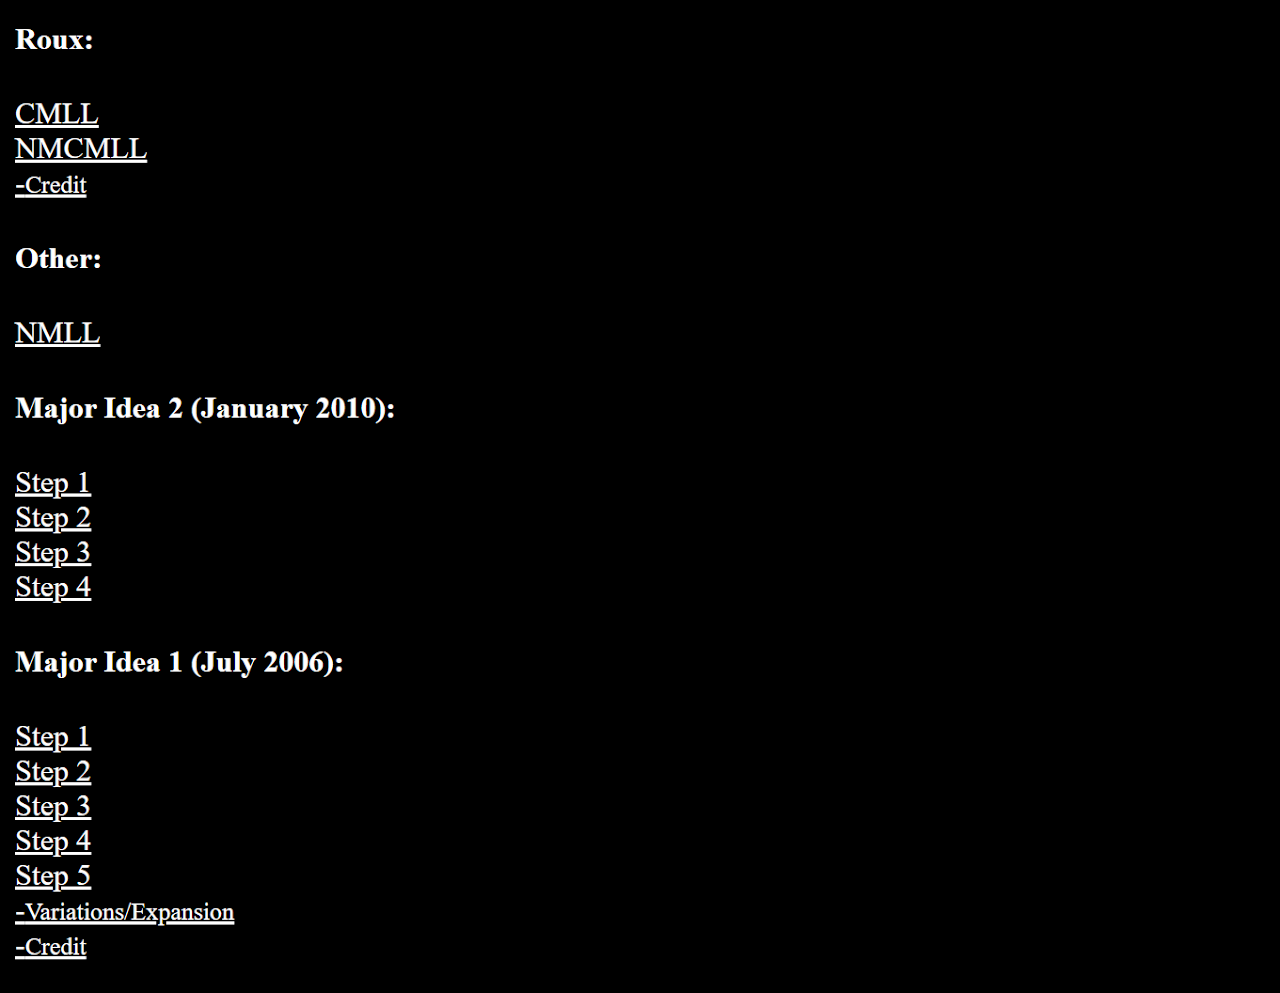 Roux:
CMLL
NMCMLL
-Credit
Other:
NMLL
Major Idea 2 (January 2010):
Step 1
Step 2
Step 3
Step 4
Major Idea 1 (July 2006):
Step 1
Step 2
Step 3
Step 4
Step 5
-Variations/Expansion
-Credit